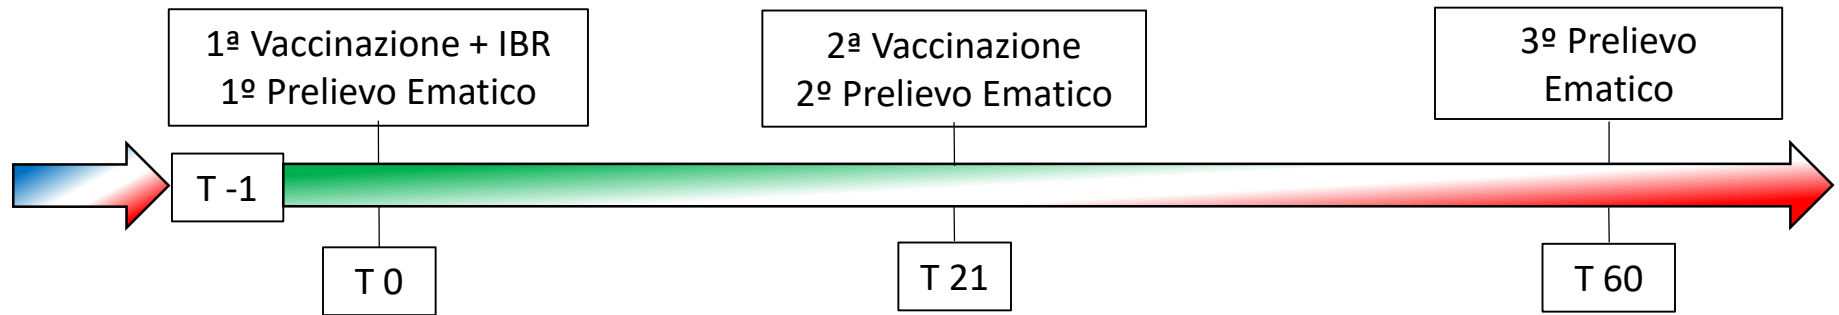 1ª Vaccinazione + IBR
1º Prelievo Ematico
2ª Vaccinazione
2º Prelievo Ematico
3º Prelievo
Ematico
T -1
T 0
T 21
T 60